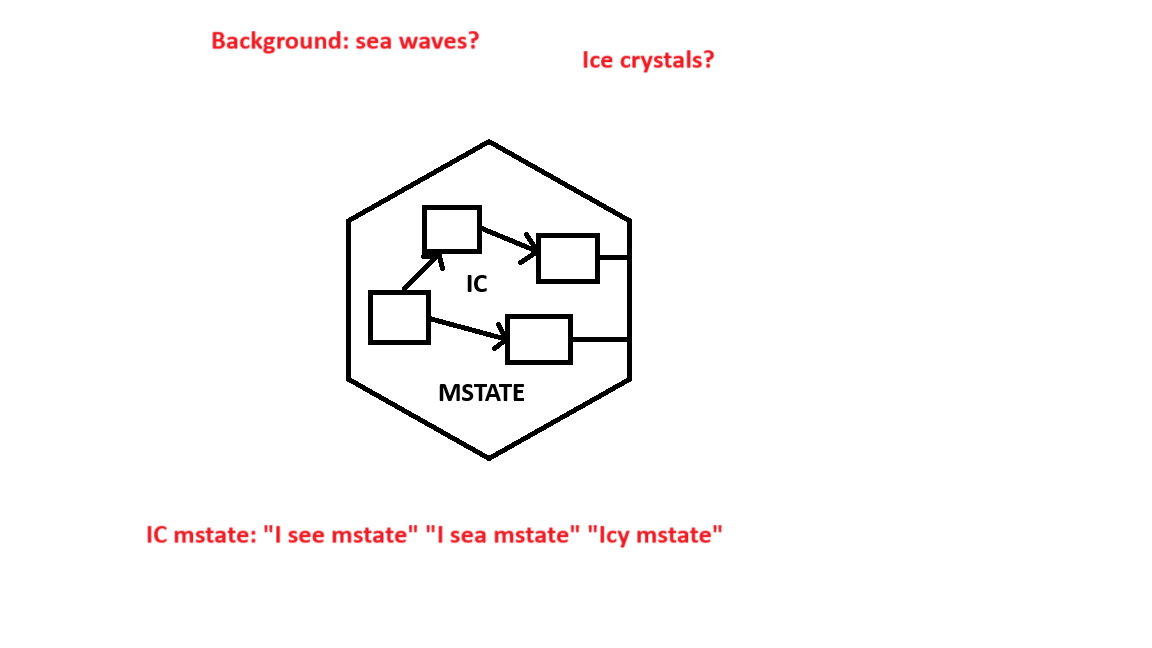 Background: sea waves?
Ice crystals?
IC
MSTATE
IC mstate: "I see mstate" "I sea mstate" "Icy mstate"